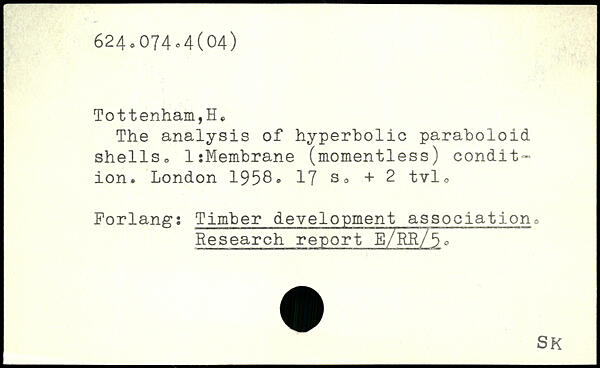 624.074.4(04)
Tottenham,H.
The analysis of hyperbolic paraboloid
shells. 1:Membrane (momentless) condit-
ion. London 1958. 17 s. + 2 tvl.
Forlang: Timber development association.
Research report E/RR/5.
SK